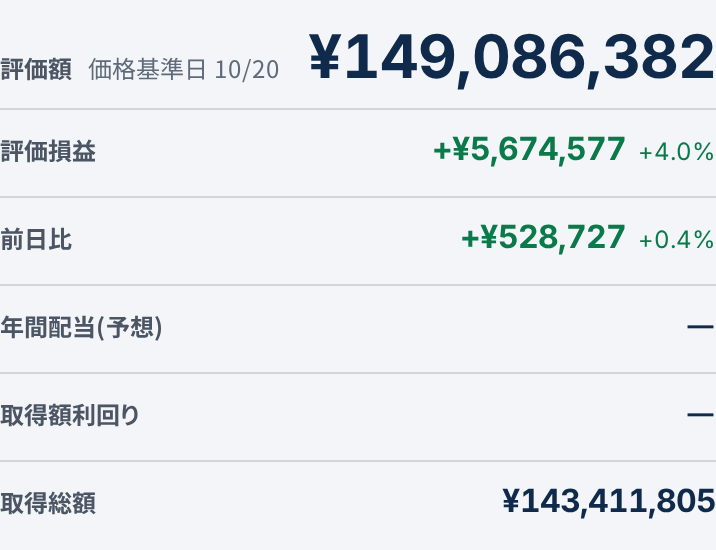 評価額 価格基準日 10/20 ¥149,086,382
評価損益 +¥5,674,577 +4.0%
前日比 +¥528,727 +0.4%
年間配当(予想) —
取得額利回り —
取得総額 ¥143,411,805